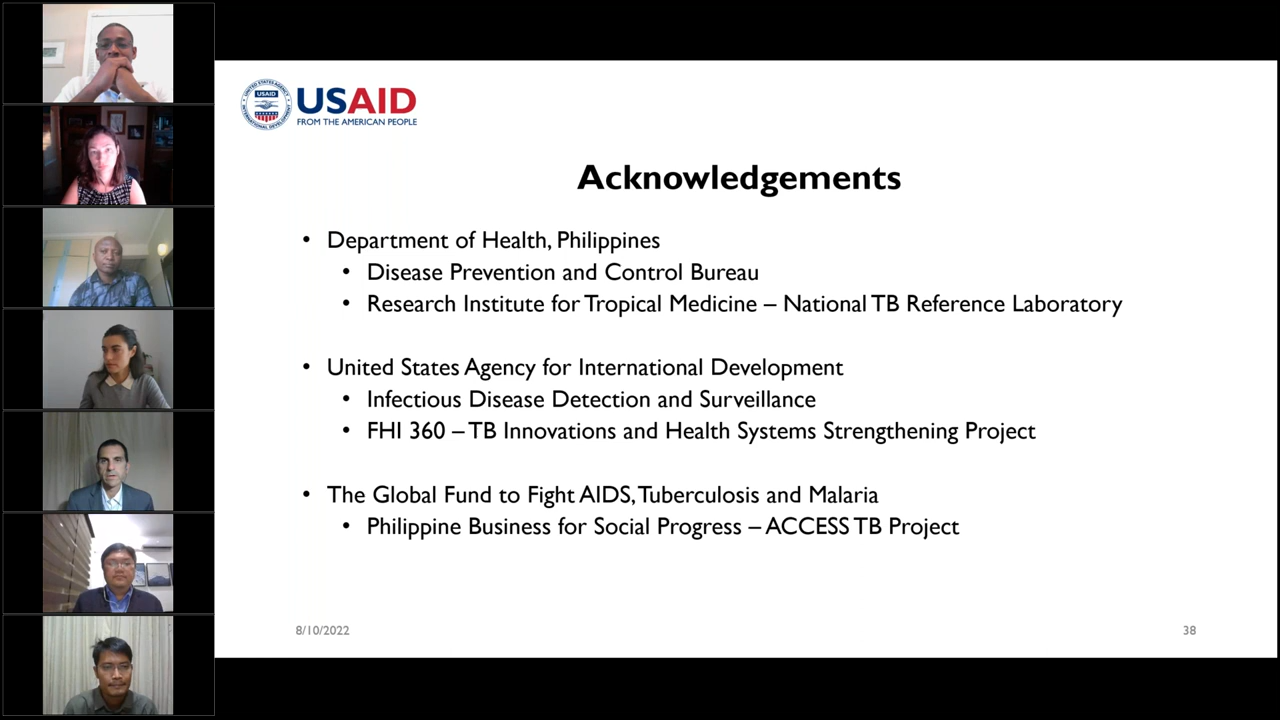 USAID
USAID
FROM THE AMERICAN PEOPLE
Acknowledgements
• Department of Health, Philippines
• Disease Prevention and Control Bureau
• Research Institute for Tropical Medicine – National TB Reference Laboratory
• United States Agency for International Development
• Infectious Disease Detection and Surveillance
• FHI 360 – TB Innovations and Health Systems Strengthening Project
• The Global Fund to Fight AIDS, Tuberculosis and Malaria
• Philippine Business for Social Progress – ACCESS TB Project
8/10/2022
38